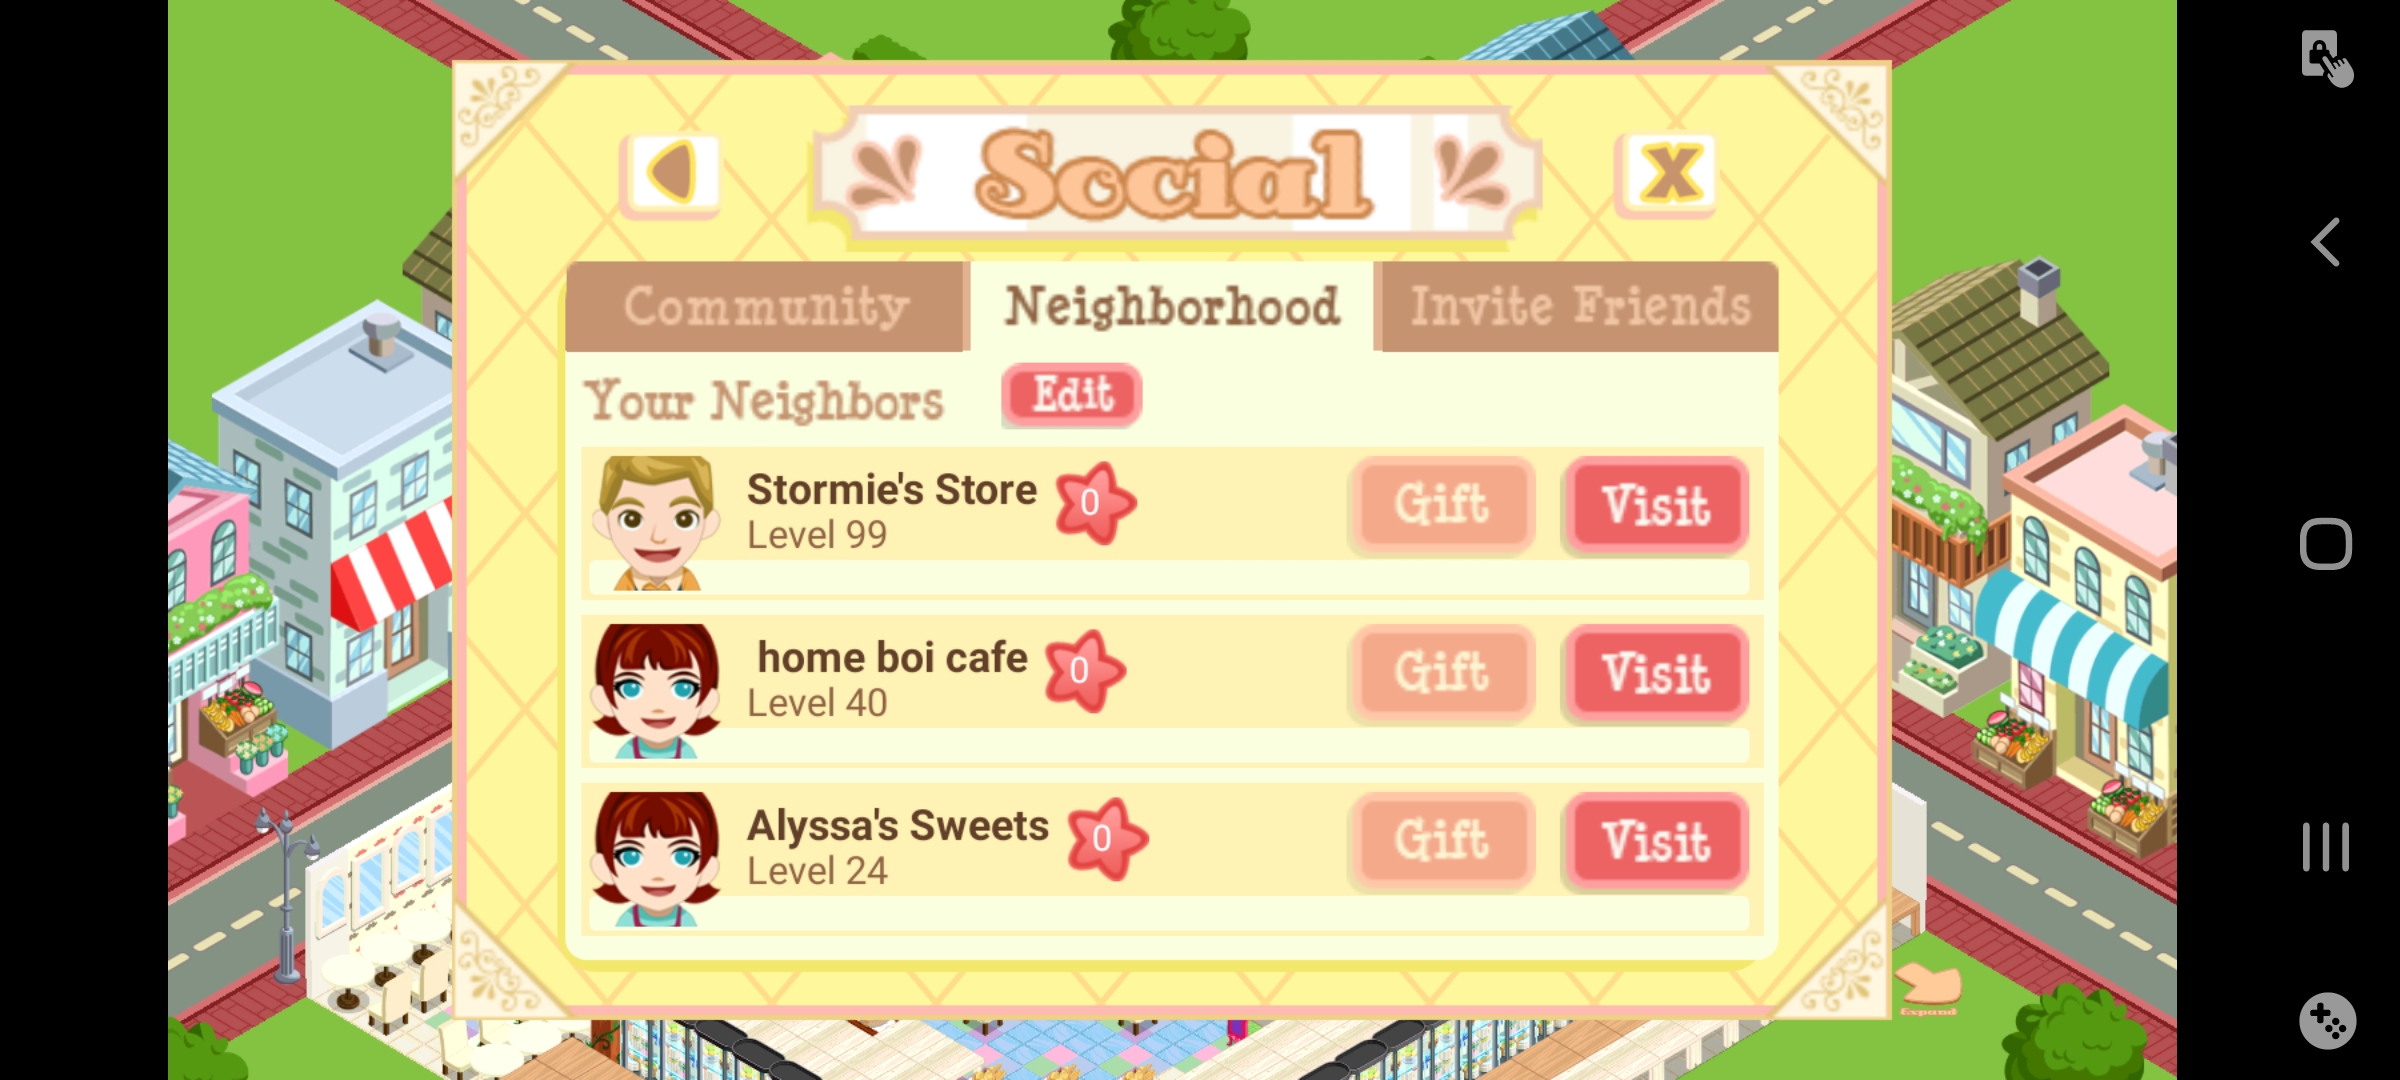 Social
X
Community
Neighborhood
Invite Friends
Your Neighbors
Edit
Stormie's Store
0
Level 99
Gift
Visit
home boi cafe
0
Level 40
Gift
Visit
Alyssa's Sweets
0
Level 24
Gift
Visit
Expand